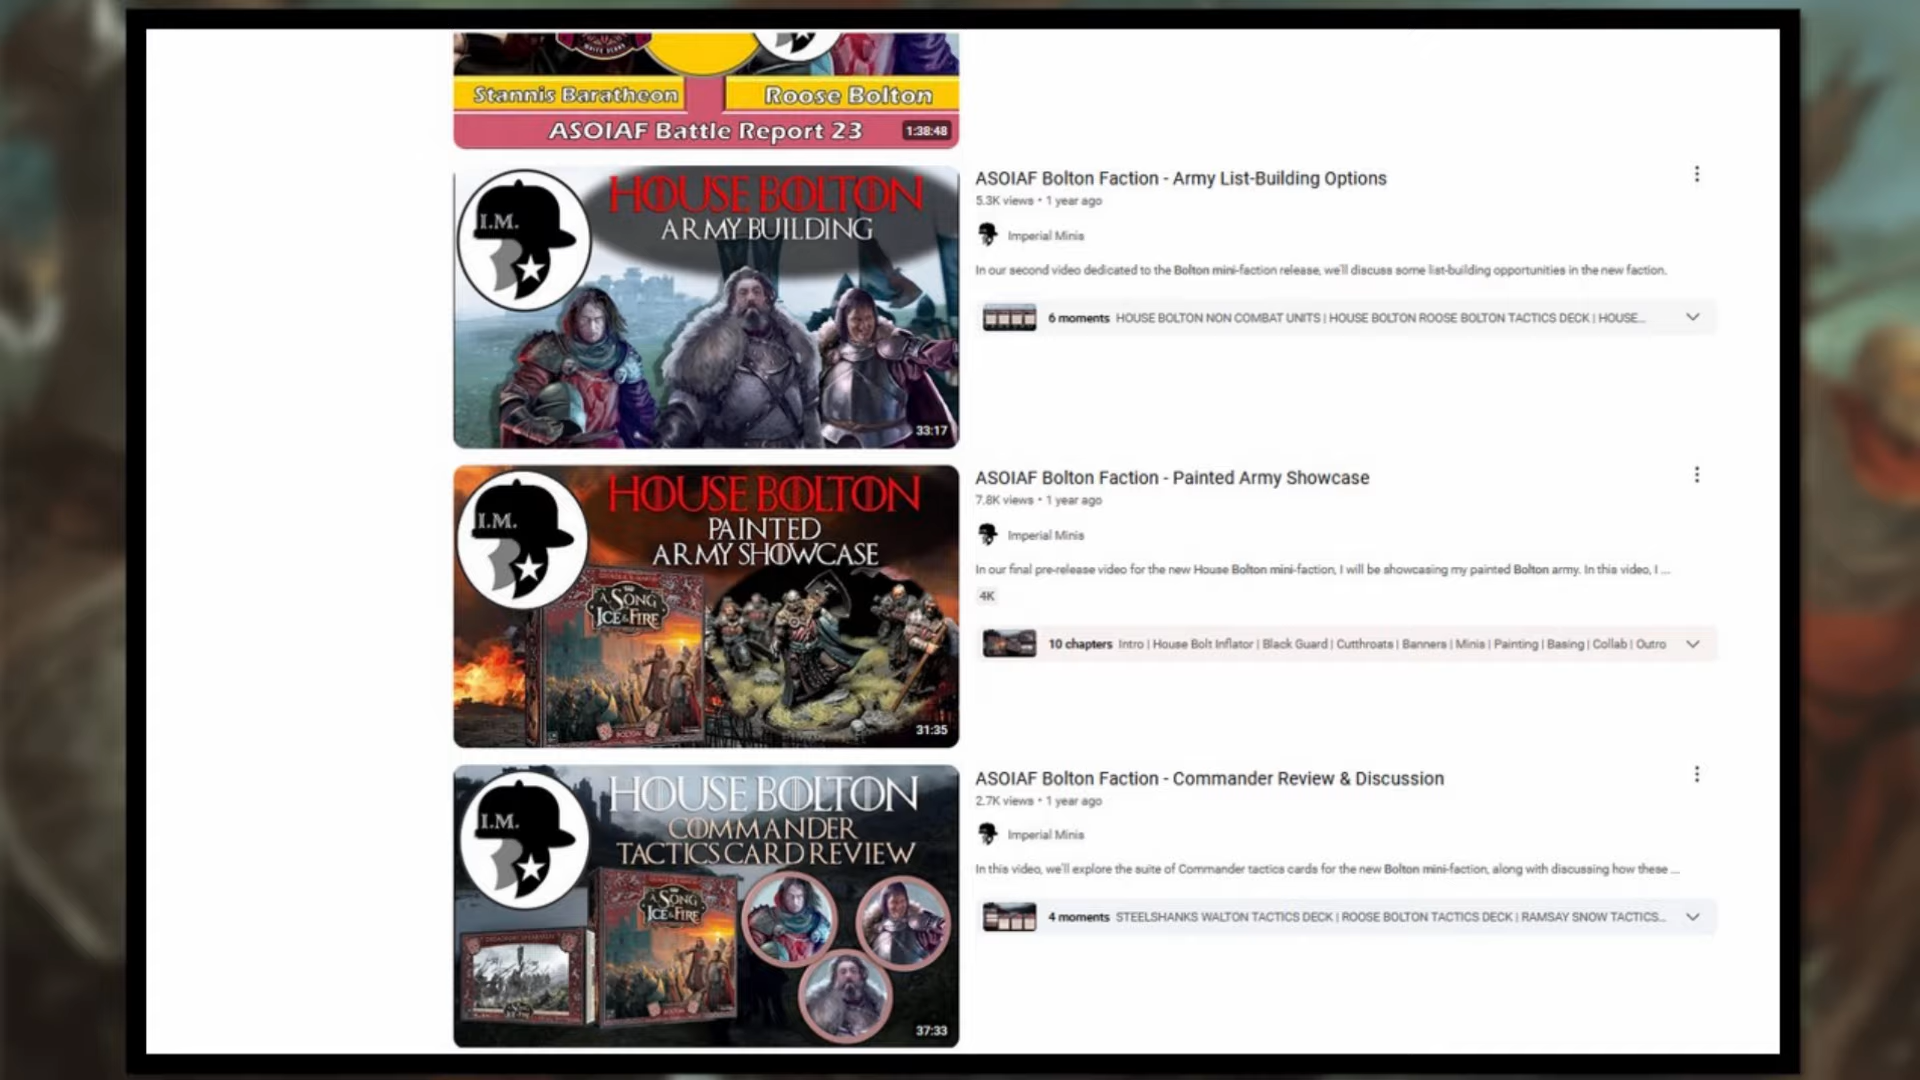 Stannis Baratheon
Roose Bolton
ASOIAF Battle Report 23
1:38:48
I.M.
HOUSE BOLTON
ARMY BUILDING
33:17
ASOIAF Bolton Faction - Army List-Building Options
5.3K views • 1 year ago
Imperial Minis
In our second video dedicated to the Bolton mini-faction release, we'll discuss some list-building opportunities in the new faction.
6 moments HOUSE BOLTON NON COMBAT UNITS | HOUSE BOLTON ROOSE BOLTON TACTICS DECK | HOUSE...
I.M.
HOUSE BOLTON
PAINTED
ARMY SHOWCASE
A SONG
ICE & FIRE
BOLTON
31:35
ASOIAF Bolton Faction - Painted Army Showcase
7.8K views • 1 year ago
Imperial Minis
In our final pre-release video for the new House Bolton mini-faction, I will be showcasing my painted Bolton army. In this video, I ...
4K
10 chapters Intro | House Bolt Inflator | Black Guard | Cutthroats | Banners | Minis | Painting | Basing | Collab | Outro
I.M.
HOUSE BOLTON
COMMANDER
TACTICS CARD REVIEW
A SONG
ICE & FIRE
BOLTON
37:33
ASOIAF Bolton Faction - Commander Review & Discussion
2.7K views • 1 year ago
Imperial Minis
In this video, we'll explore the suite of Commander tactics cards for the new Bolton mini-faction, along with discussing how these ...
4 moments STEELSHANKS WALTON TACTICS DECK | ROOSE BOLTON TACTICS DECK | RAMSAY SNOW TACTICS...